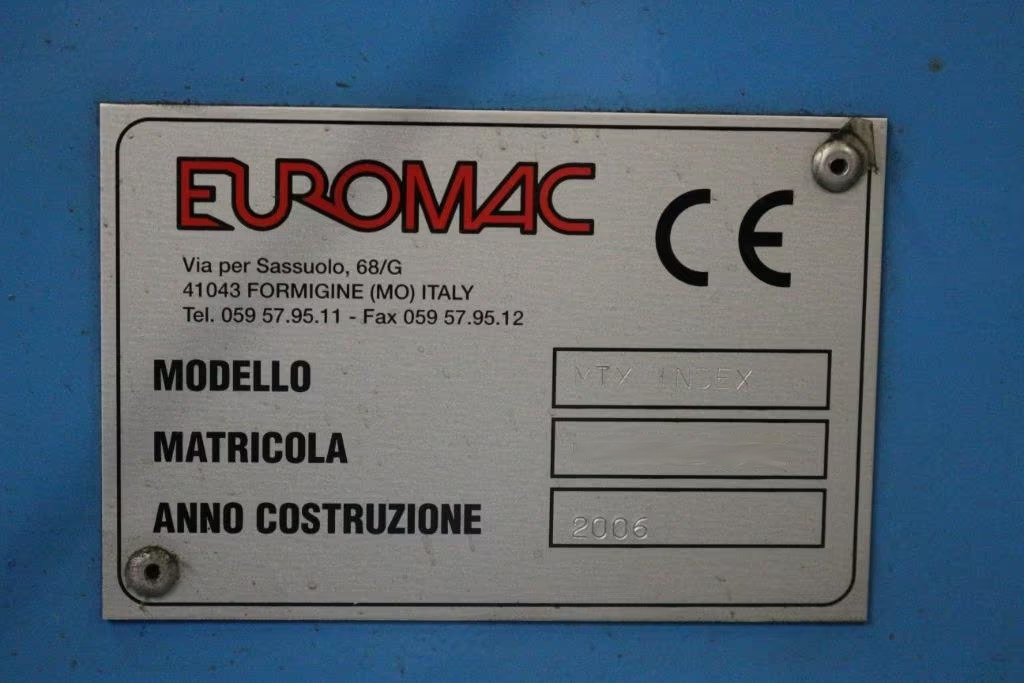 EUROMAC
CE
Via per Sassuolo, 68/G
41043 FORMIGINE (MO) ITALY
Tel. 059 57.95.11 - Fax 059 57.95.12
MODELLO MTX INDEX
MATRICOLA
ANNO COSTRUZIONE 2006